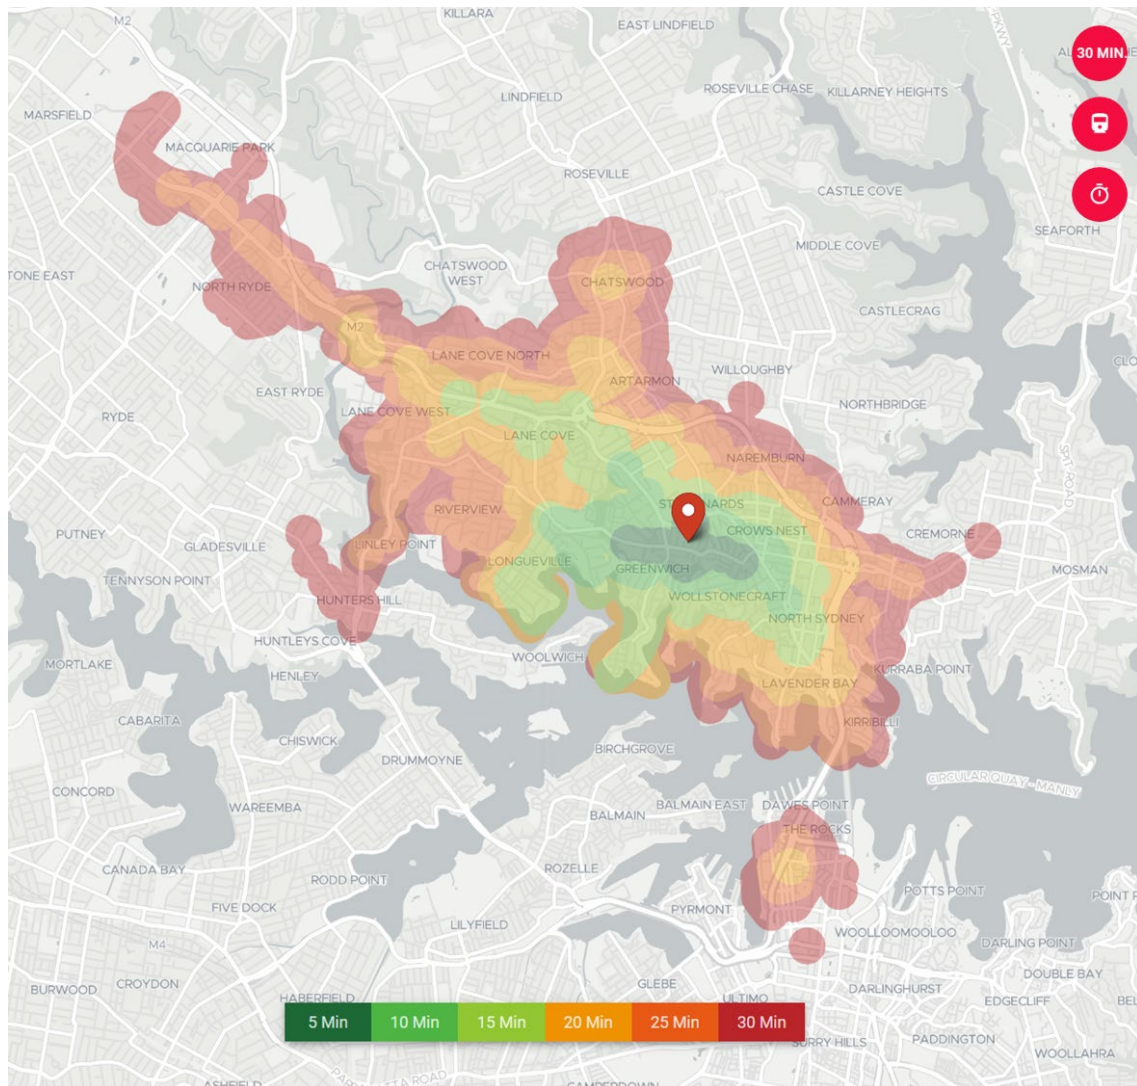 M2
KILLARA
EAST LINDFIELD
30 MIN.
ROSEVILLE CHASE
KILLARNEY HEIGHTS
LINDFIELD
MARSFIELD
MACQUARIE PARK
ROSEVILLE
CASTLE COVE
SEAFORTH
MIDDLE COVE
CHATSWOOD
WEST
CHATSWOOD
NORTH RYDE
CASTLECRAG
M2
LANE COVE NORTH
WILLOUGHBY
ARTARMON
EAST RYDE
NORTHBRIDGE
LANE COVE WEST
RYDE
LANE COVE
SPIT ROAD
NAREMBURN
CAMMERAY
RIVERVIEW
CROWS NEST
CREMORNE
PUTNEY
GLADESVILLE
LINLEY POINT
LONGUEVILLE
GREENWICH
MOSMAN
TENNYSON POINT
WOLLSTONECRAFT
HUNTERS HILL
NORTH SYDNEY
HUNTLEYS COVE
WOOLWICH
MORTLAKE
KURRABA POINT
HENLEY
LAVENDER BAY
CABARITA
KIRRIBILLI
CHISWICK
BIRCHGROVE
DRUMMOYNE
CIRCULAR QUAY - MANLY
CONCORD
WAREEMBA
BALMAIN EAST
DAWES POINT
BALMAIN
THE ROCKS
CANADA BAY
RODD POINT
ROZELLE
POTTS POINT
FIVE DOCK
PYRMONT
LILYFIELD
WOOLLOOMOOLOO
M4
DARLING POINT
DOUBLE BAY
BURWOOD
CROYDON
GLEBE
DARLINGHURST
HABERFIELD
ULTIMO
EDGECLIFF
5 Min
10 Min
15 Min
20 Min
25 Min
30 Min
PADDINGTON
WOOLLAHRA